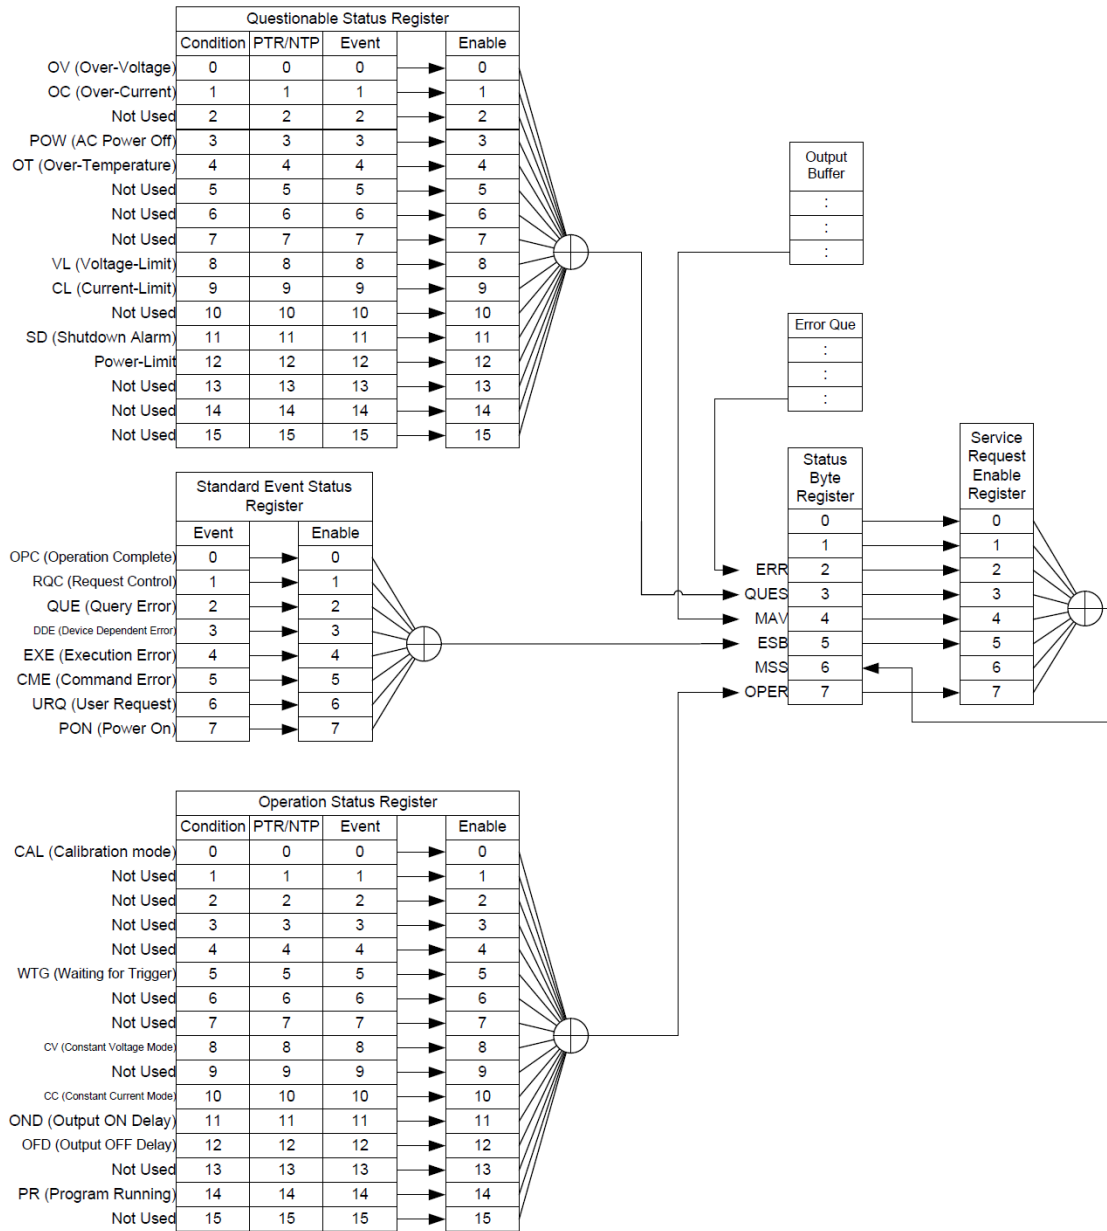 Questionable Status Register
Condition PTR/NTP Event Enable
OV (Over-Voltage) 0 0 0 0
OC (Over-Current) 1 1 1 1
Not Used 2 2 2 2
POW (AC Power Off) 3 3 3 3
OT (Over-Temperature) 4 4 4 4
Not Used 5 5 5 5
Not Used 6 6 6 6
Not Used 7 7 7 7
VL (Voltage-Limit) 8 8 8 8
CL (Current-Limit) 9 9 9 9
Not Used 10 10 10 10
SD (Shutdown Alarm) 11 11 11 11
Power-Limit 12 12 12 12
Not Used 13 13 13 13
Not Used 14 14 14 14
Not Used 15 15 15 15
Output
Buffer
:
:
:
Error Que
:
:
:
Standard Event Status
Register
Event Enable
OPC (Operation Complete) 0 0
RQC (Request Control) 1 1
QUE (Query Error) 2 2
DDE (Device Dependent Error) 3 3
EXE (Execution Error) 4 4
CME (Command Error) 5 5
URQ (User Request) 6 6
PON (Power On) 7 7
Status
Byte
Register
0
1
ERR 2
QUES 3
MAV 4
ESB 5
MSS 6
OPER 7
Service
Request
Enable
Register
0
1
2
3
4
5
6
7
Operation Status Register
Condition PTR/NTP Event Enable
CAL (Calibration mode) 0 0 0 0
Not Used 1 1 1 1
Not Used 2 2 2 2
Not Used 3 3 3 3
Not Used 4 4 4 4
WTG (Waiting for Trigger) 5 5 5 5
Not Used 6 6 6 6
Not Used 7 7 7 7
CV (Constant Voltage Mode) 8 8 8 8
Not Used 9 9 9 9
CC (Constant Current Mode) 10 10 10 10
OND (Output ON Delay) 11 11 11 11
OFD (Output OFF Delay) 12 12 12 12
Not Used 13 13 13 13
PR (Program Running) 14 14 14 14
Not Used 15 15 15 15